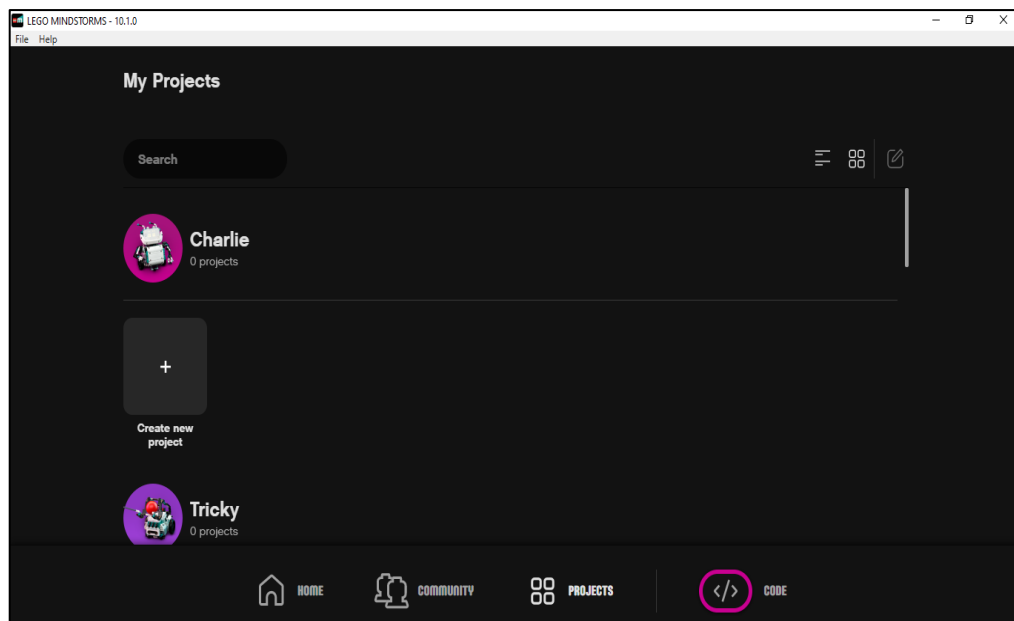 LEGO MINDSTORMS - 10.1.0
File Help
My Projects
Search
Charlie
0 projects
+
Create new
project
Tricky
0 projects
HOME COMMUNITY PROJECTS </> CODE